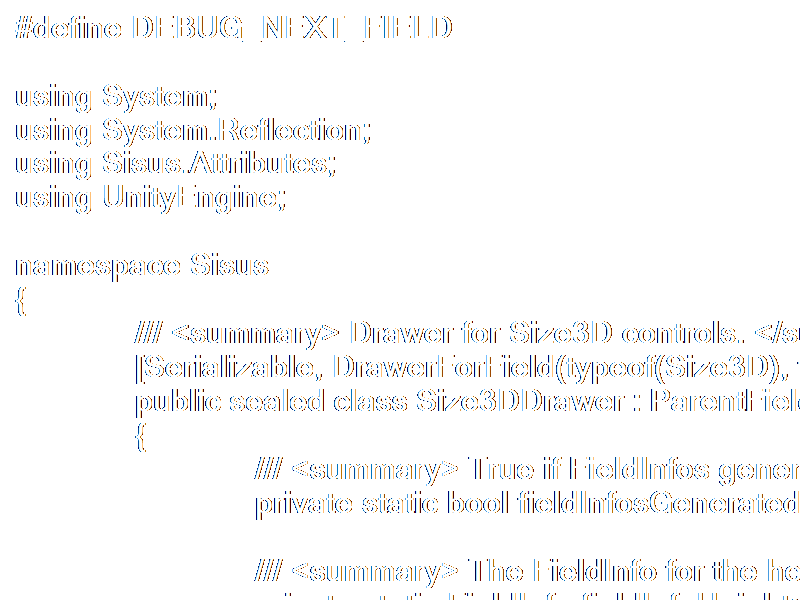 #define DEBUG_NEXT_FIELD
using System;
using System.Reflection;
using Sisus.Attributes;
using UnityEngine;
namespace Sisus
{
/// <summary> Drawer for Size3D controls. </su
[Serializable, DrawerForField(typeof(Size3D),
public sealed class Size3DDrawer : ParentField
{
/// <summary> True if FieldInfos gener
private static bool fieldInfosGenerated
/// <summary> The FieldInfo for the he